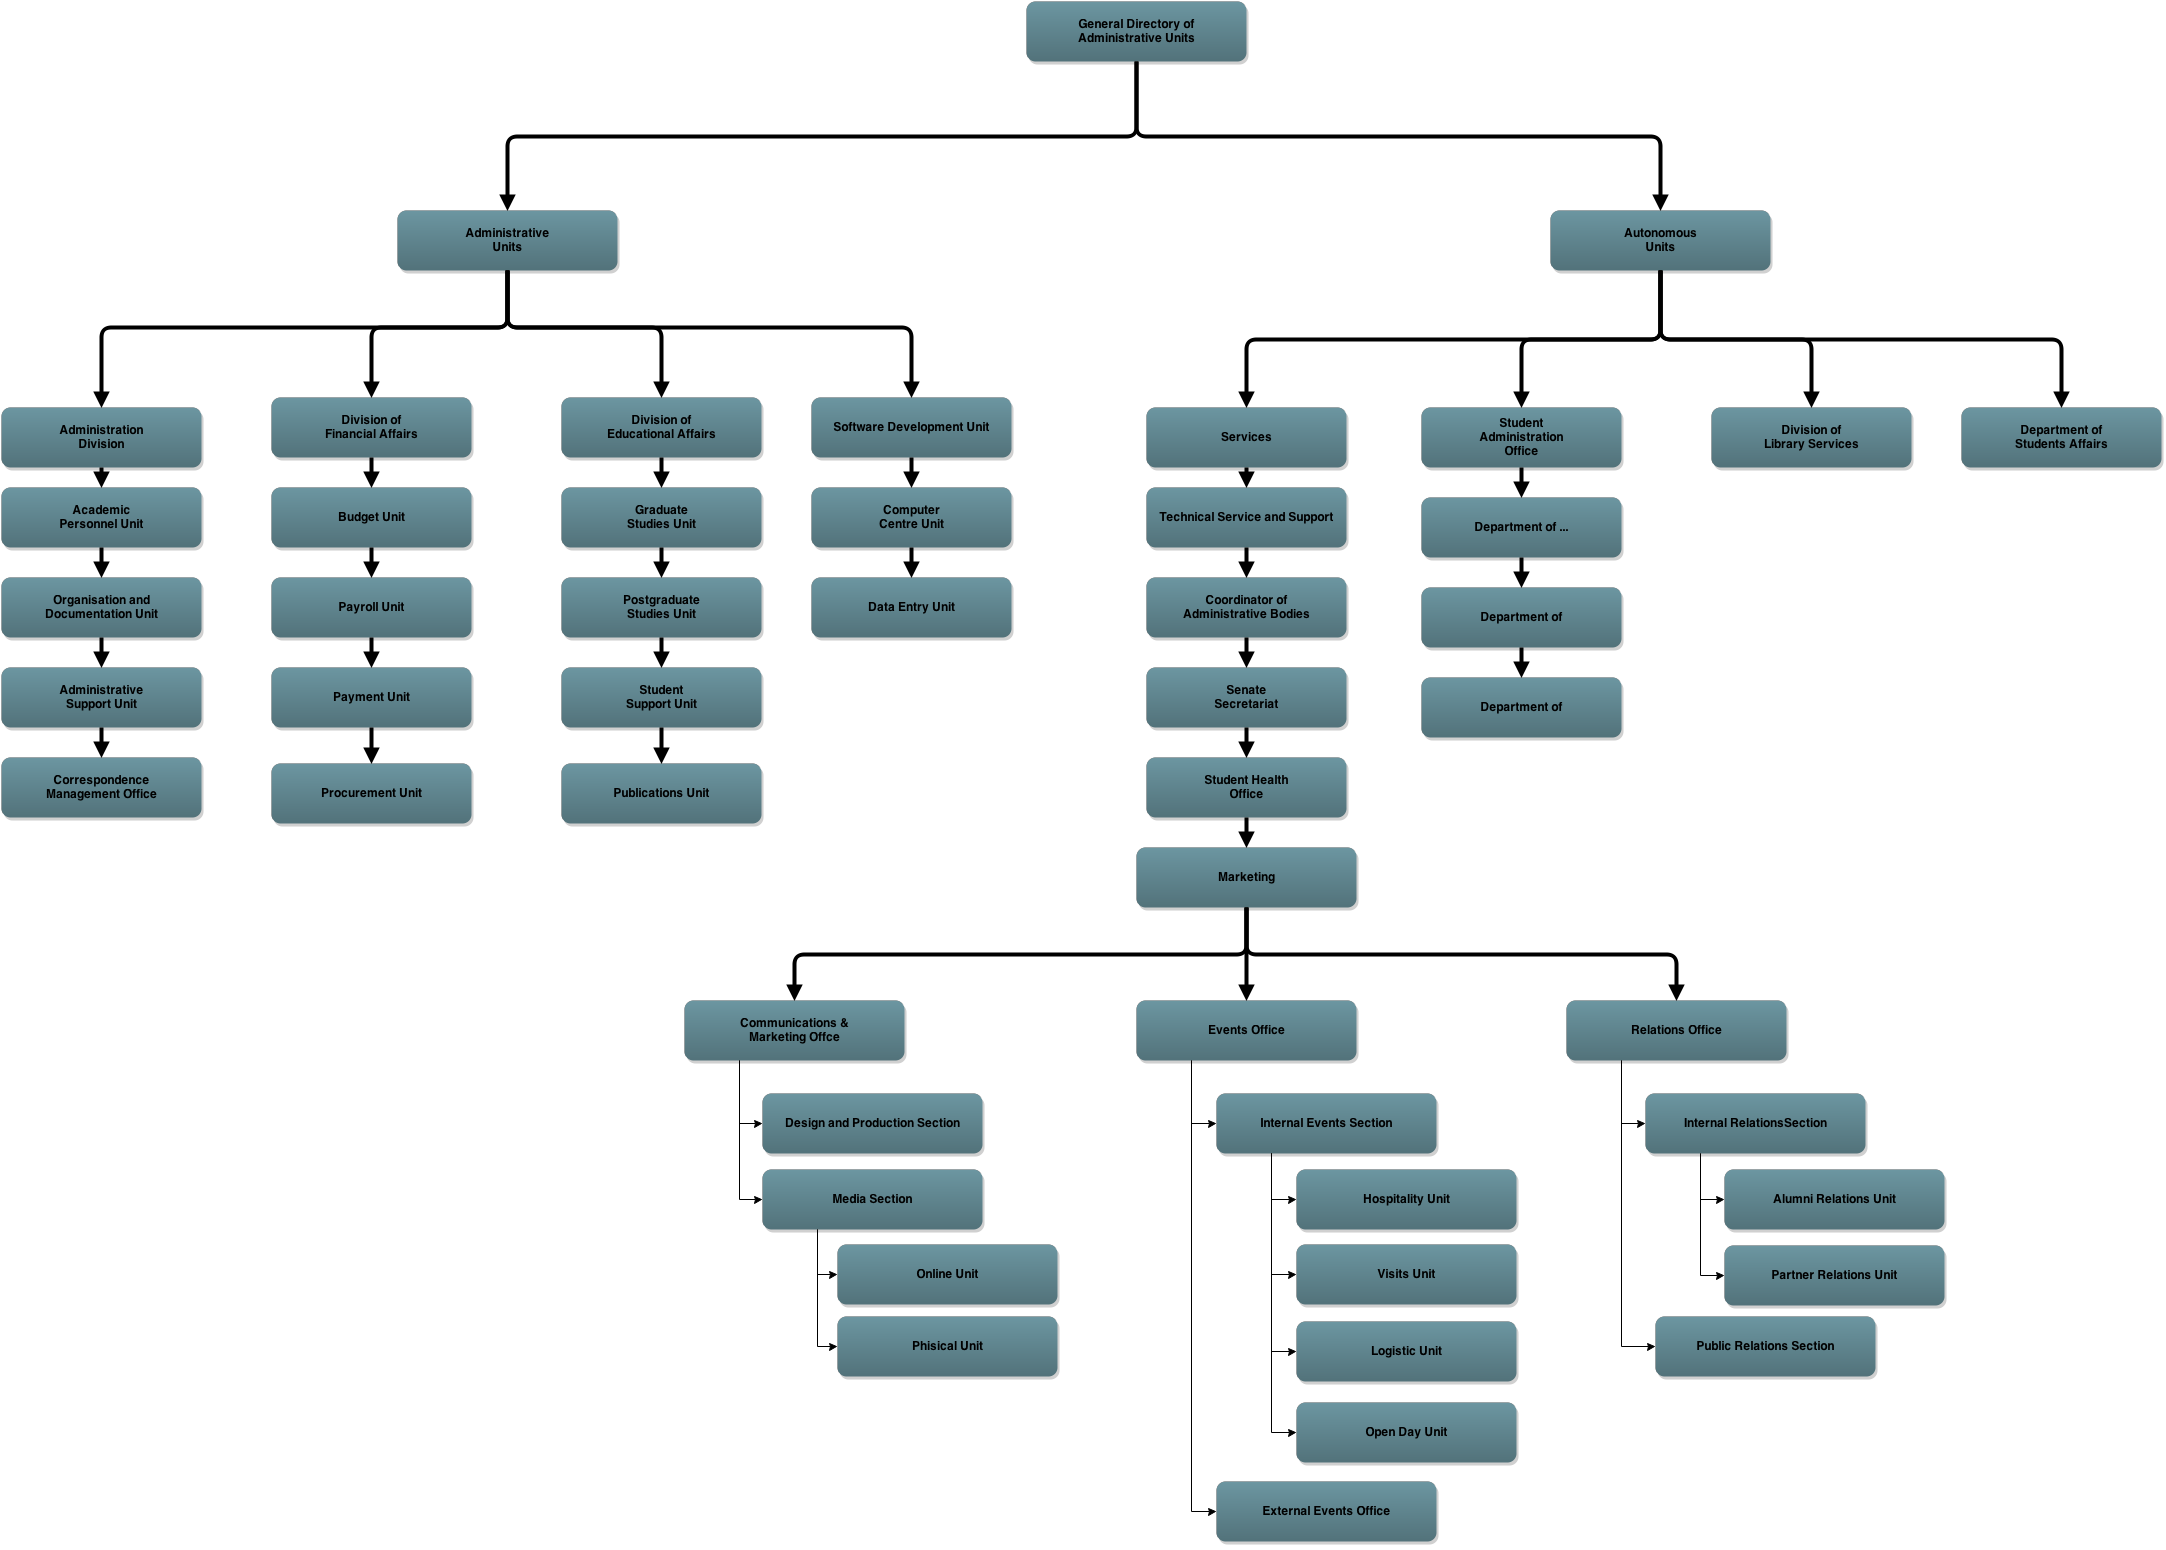 General Directory of
Administrative Units
Administrative
Units
Autonomous
Units
Administration
Division
Division of
Financial Affairs
Division of
Educational Affairs
Software Development Unit
Services
Student
Administration
Office
Division of
Library Services
Department of
Students Affairs
Academic
Personnel Unit
Budget Unit
Graduate
Studies Unit
Computer
Centre Unit
Technical Service and Support
Department of ...
Organisation and
Documentation Unit
Payroll Unit
Postgraduate
Studies Unit
Data Entry Unit
Coordinator of
Administrative Bodies
Department of
Administrative
Support Unit
Payment Unit
Student
Support Unit
Senate
Secretariat
Department of
Correspondence
Management Office
Procurement Unit
Publications Unit
Student Health
Office
Marketing
Communications &
Marketing Offce
Events Office
Relations Office
Design and Production Section
Internal Events Section
Internal RelationsSection
Media Section
Hospitality Unit
Alumni Relations Unit
Online Unit
Visits Unit
Partner Relations Unit
Phisical Unit
Logistic Unit
Public Relations Section
Open Day Unit
External Events Office